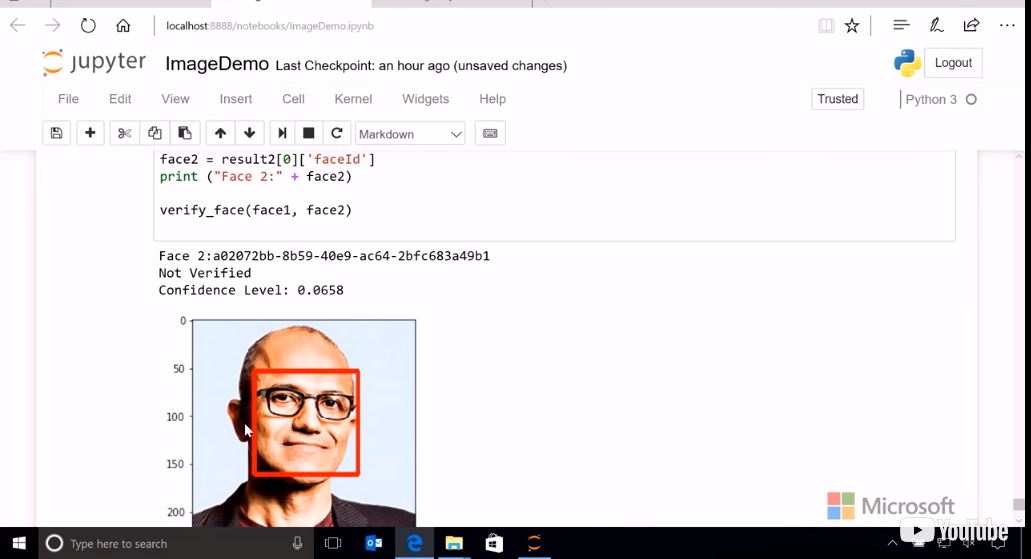 localhost:8888/notebooks/ImageDemo.ipynb
jupyter ImageDemo Last Checkpoint: an hour ago (unsaved changes) Logout
File Edit View Insert Cell Kernel Widgets Help Trusted Python 3
Markdown
face2 = result2[0]['faceId']
print ("Face 2:" + face2)
verify_face(face1, face2)
Face 2:a02072bb-8b59-40e9-ac64-2bfc683a49b1
Not Verified
Confidence Level: 0.0658
0
50
100
150
200
Microsoft
YouTube
Type here to search